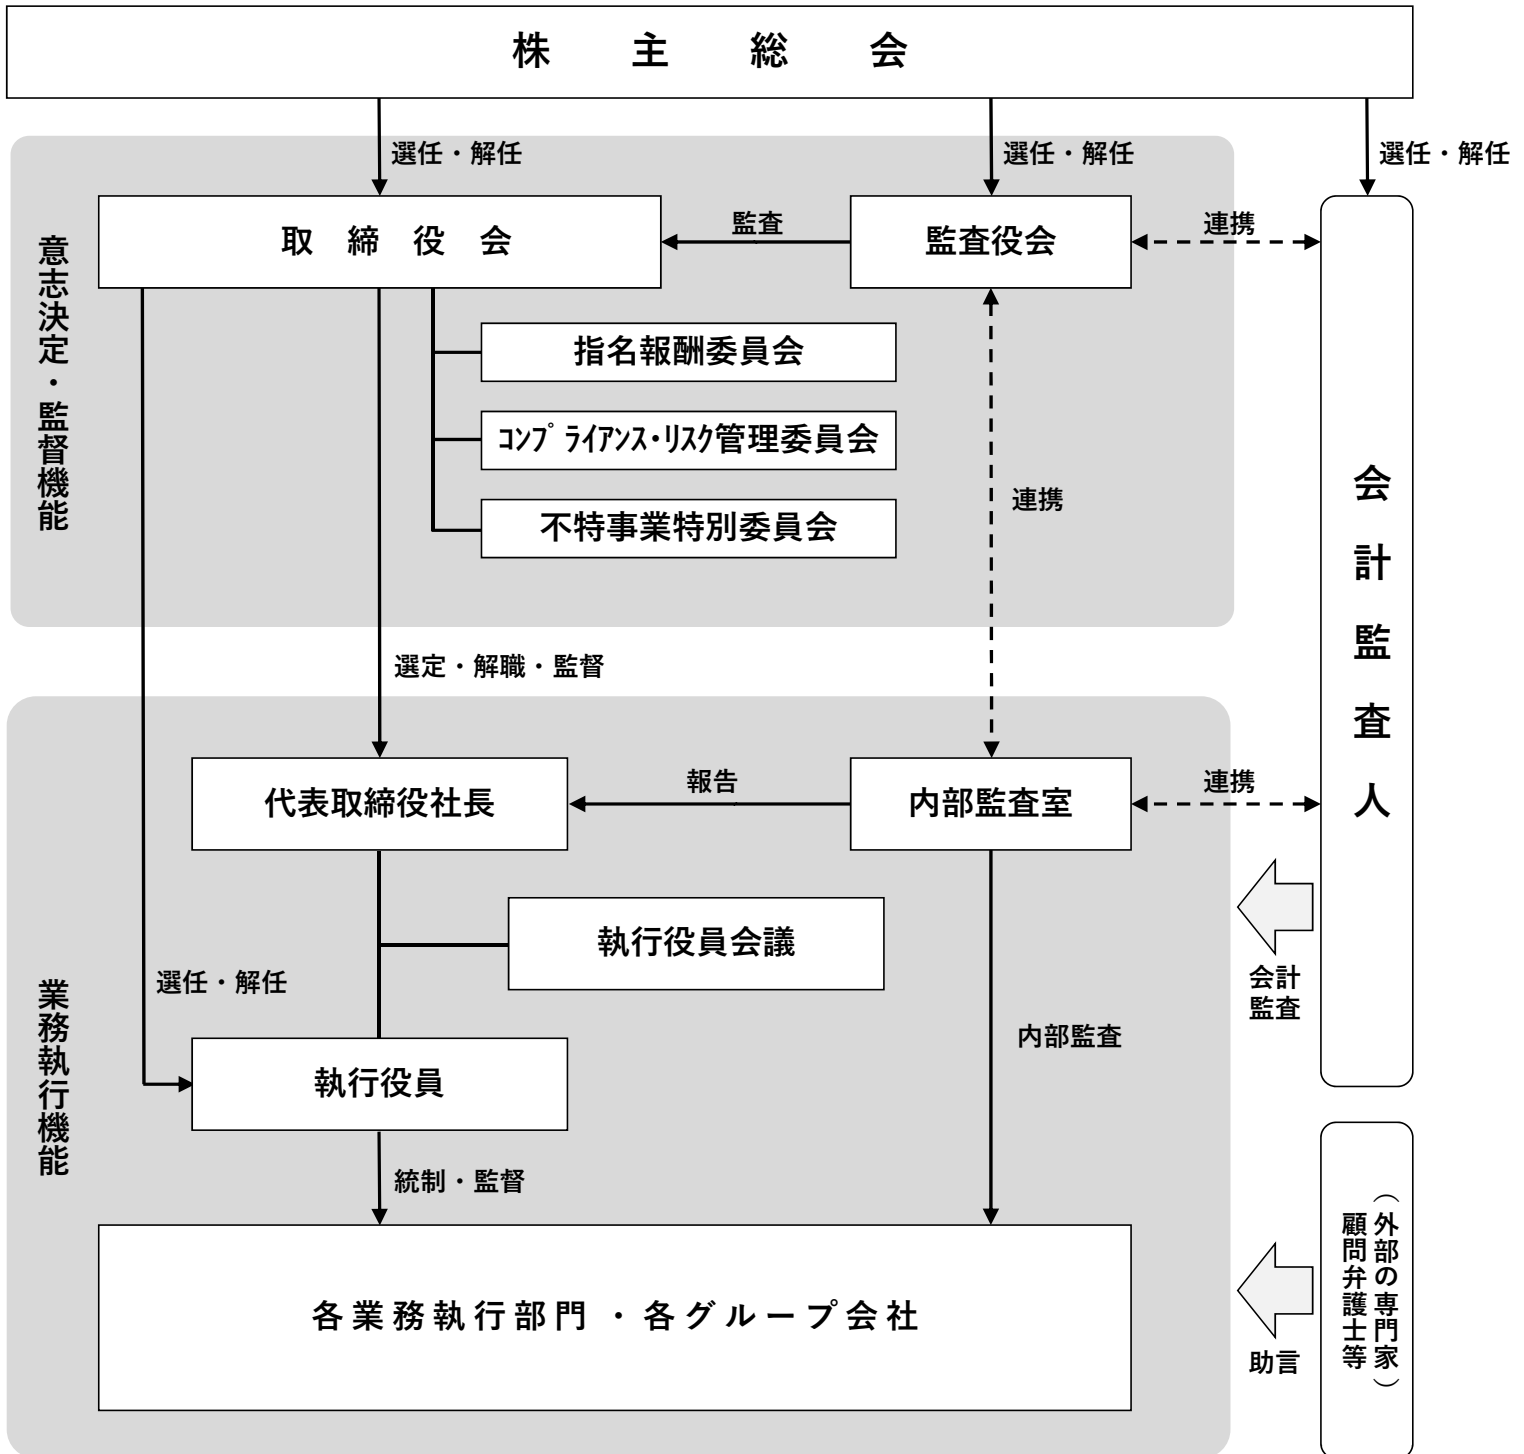 株主総会
選任・解任
選任・解任
選任・解任
取締役会
監査
監査役会
連携
意志決定・監督機能
指名報酬委員会
ｺﾝﾌﾟﾗｲｱﾝｽ・ﾘｽｸ管理委員会
不特事業特別委員会
連携
会計監査人
選定・解職・監督
代表取締役社長
報告
内部監査室
連携
執行役員会議
会計
監査
選任・解任
業務執行機能
内部監査
執行役員
統制・監督
各業務執行部門・各グループ会社
助言
（外部の専門家）
顧問弁護士等